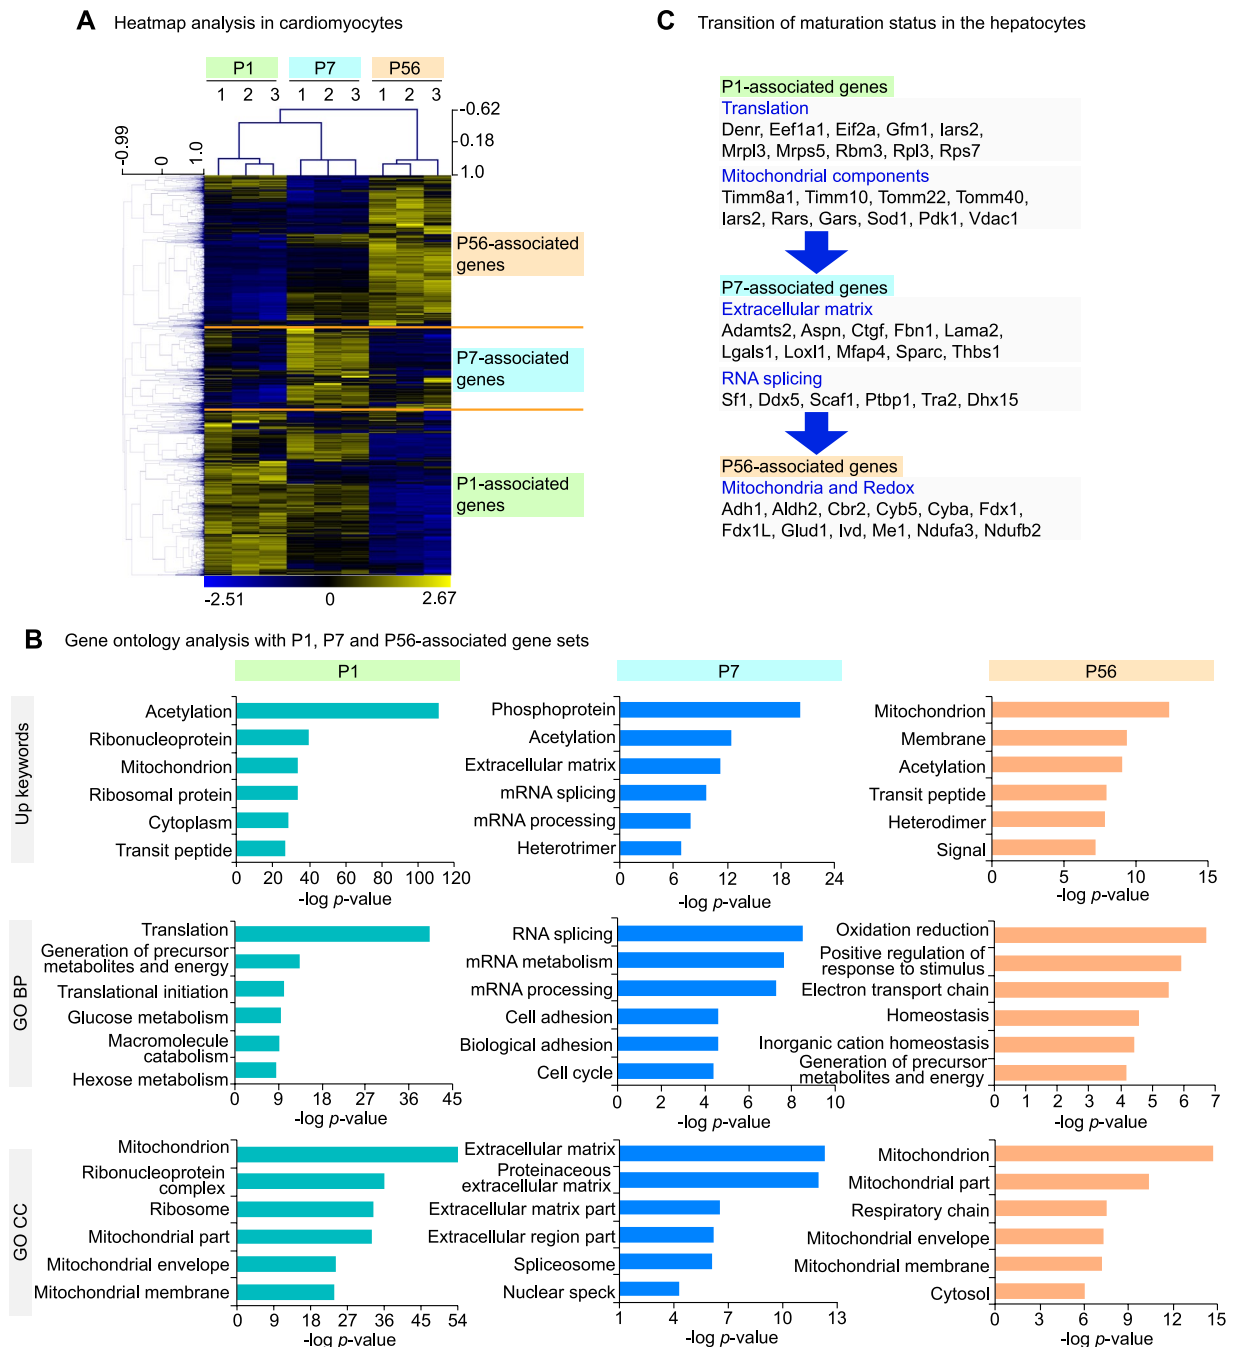 A Heatmap analysis in cardiomyocytes
P1 P7 P56
1 2 3 1 2 3 1 2 3
-0.62
0.18
1.0
-0.99 0 1.0
P56-associated
genes
P7-associated
genes
P1-associated
genes
-2.51 0 2.67
C Transition of maturation status in the hepatocytes
P1-associated genes
Translation
Denr, Eef1a1, Eif2a, Gfm1, Iars2,
Mrpl3, Mrps5, Rbm3, Rpl3, Rps7
Mitochondrial components
Timm8a1, Timm10, Tomm22, Tomm40,
Iars2, Rars, Gars, Sod1, Pdk1, Vdac1
P7-associated genes
Extracellular matrix
Adamts2, Aspn, Ctgf, Fbn1, Lama2,
Lgals1, Loxl1, Mfap4, Sparc, Thbs1
RNA splicing
Sf1, Ddx5, Scaf1, Ptbp1, Tra2, Dhx15
P56-associated genes
Mitochondria and Redox
Adh1, Aldh2, Cbr2, Cyb5, Cyba, Fdx1,
Fdx1L, Glud1, Ivd, Me1, Ndufa3, Ndufb2
B Gene ontology analysis with P1, P7 and P56-associated gene sets
P1 P7 P56
Up keywords
Acetylation
Ribonucleoprotein
Mitochondrion
Ribosomal protein
Cytoplasm
Transit peptide
0 20 40 60 80 100 120
-log p-value
Phosphoprotein
Acetylation
Extracellular matrix
mRNA splicing
mRNA processing
Heterotrimer
0 6 12 18 24
-log p-value
Mitochondrion
Membrane
Acetylation
Transit peptide
Heterodimer
Signal
0 5 10 15
-log p-value
GO BP
Translation
Generation of precursor
metabolites and energy
Translational initiation
Glucose metabolism
Macromolecule
catabolism
Hexose metabolism
0 9 18 27 36 45
-log p-value
RNA splicing
mRNA metabolism
mRNA processing
Cell adhesion
Biological adhesion
Cell cycle
0 2 4 6 8 10
-log p-value
Oxidation reduction
Positive regulation of
response to stimulus
Electron transport chain
Homeostasis
Inorganic cation homeostasis
Generation of precursor
metabolites and energy
0 1 2 3 4 5 6 7
-log p-value
GO CC
Mitochondrion
Ribonucleoprotein
complex
Ribosome
Mitochondrial part
Mitochondrial envelope
Mitochondrial membrane
0 9 18 27 36 45 54
-log p-value
Extracellular matrix
Proteinaceous
extracellular matrix
Extracellular matrix part
Extracellular region part
Spliceosome
Nuclear speck
1 4 7 10 13
-log p-value
Mitochondrion
Mitochondrial part
Respiratory chain
Mitochondrial envelope
Mitochondrial membrane
Cytosol
0 3 6 9 12 15
-log p-value